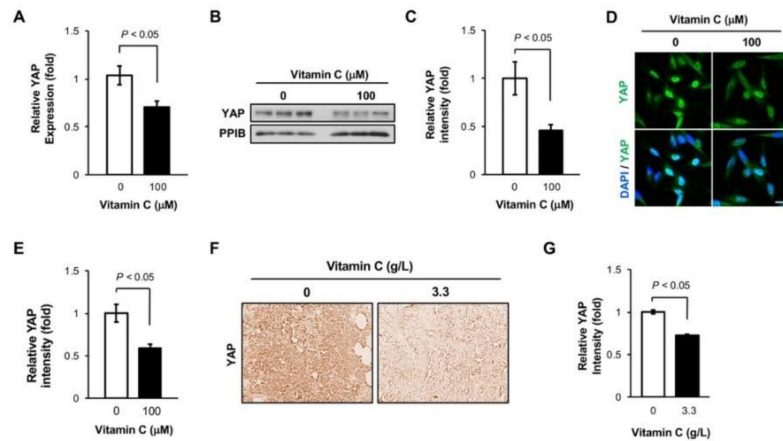 A
Relative YAP
Expression (fold)
1.5
1
0.5
0
P < 0.05
0
100
Vitamin C (µM)
B
Vitamin C (µM)
0
100
YAP
PPIB
C
Relative YAP
intensity (fold)
1.5
1
0.5
0
P < 0.05
0
100
Vitamin C (µM)
D
Vitamin C (µM)
0
100
YAP
DAPI / YAP
E
Relative YAP
intensity (fold)
1.5
1
0.5
0
P < 0.05
0
100
Vitamin C (µM)
F
Vitamin C (g/L)
0
3.3
YAP
G
Relative YAP
Intensity (fold)
1.5
1
0.5
0
P < 0.05
0
3.3
Vitamin C (g/L)